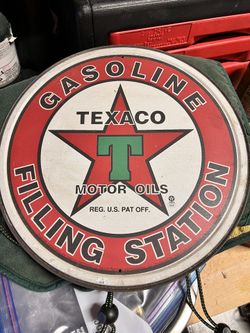 GASOLINE
TEXACO
T
MOTOR OILS
REG. U.S. PAT OFF.
FILLING STATION